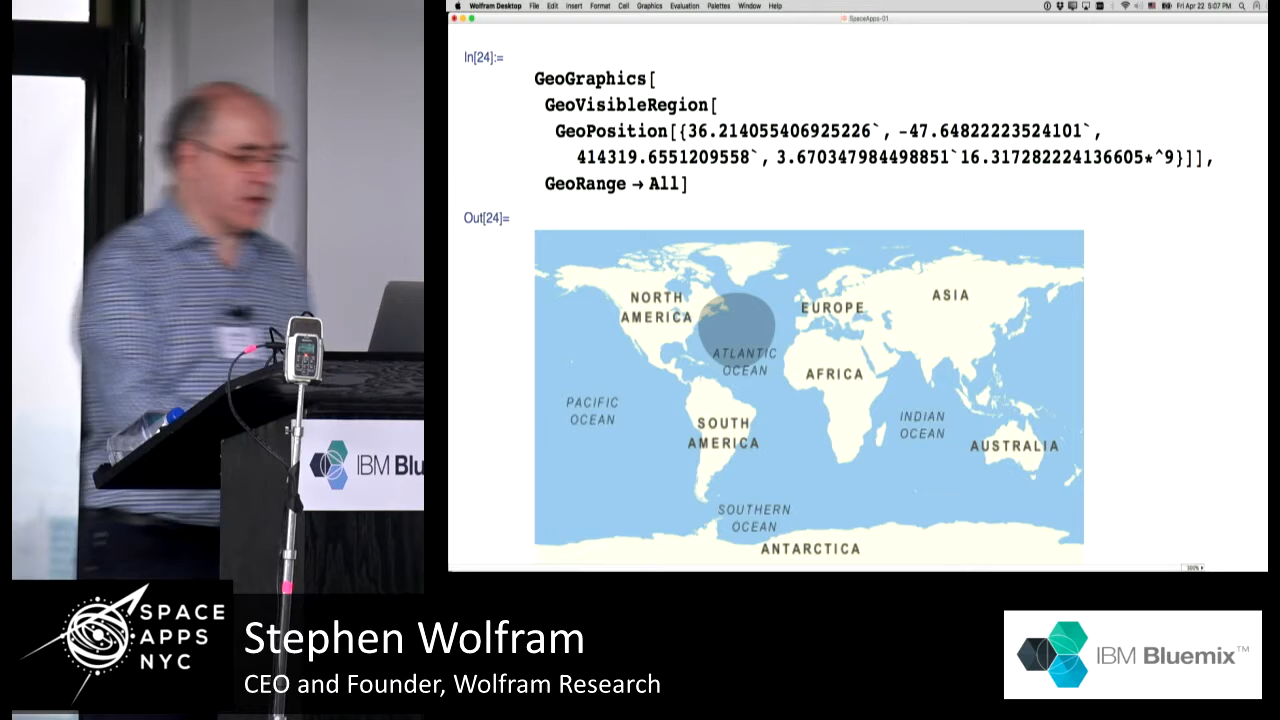 Wolfram Desktop File Edit Insert Format Cell Graphics Evaluation Palettes Window Help
Fri Apr 22 5:07 PM
SpaceApps-01
In[24]:=
GeoGraphics[
GeoVisibleRegion[
GeoPosition[{36.214055406925226`, -47.64822223524101`,
414319.6551209558`, 3.670347984498851`16.317282224136605*^9}]],
GeoRange → All]
Out[24]=
NORTH
AMERICA
EUROPE
ASIA
ATLANTIC
OCEAN
AFRICA
PACIFIC
OCEAN
INDIAN
OCEAN
SOUTH
AMERICA
AUSTRALIA
SOUTHERN
OCEAN
ANTARCTICA
IBM Blu
SPACE
APPS
NYC
Stephen Wolfram
CEO and Founder, Wolfram Research
IBM Bluemix™